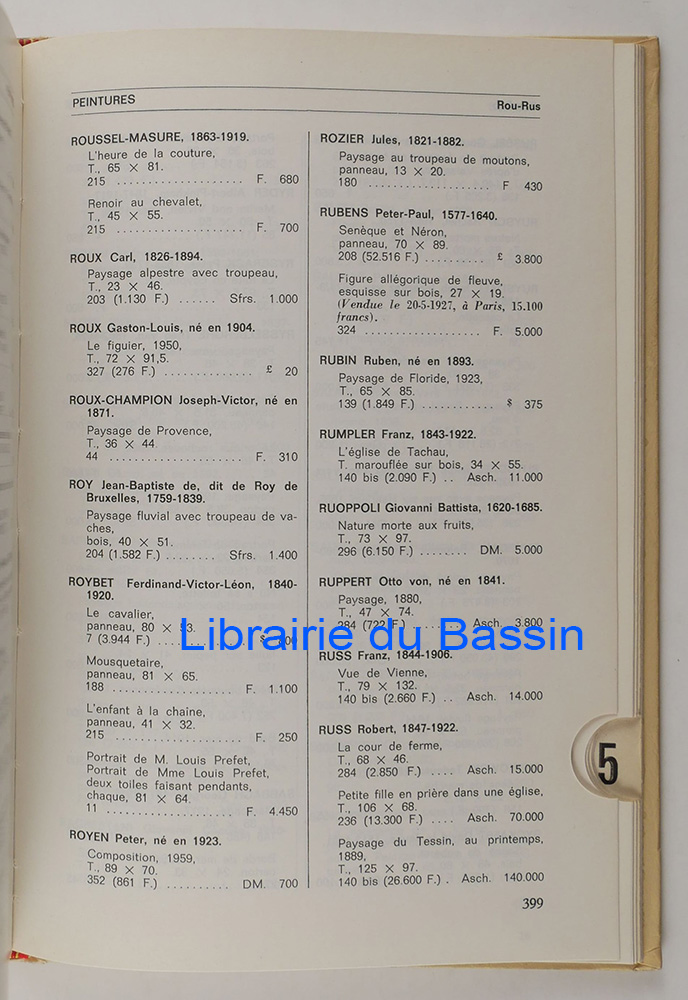 PEINTURES
Rou-Rus
ROUSSEL-MASURE, 1863-1919.
L'heure de la couture,
T., 65 × 81.
215 .................... F. 680
Renoir au chevalet,
T., 45 × 55.
215 .................... F. 700
ROUX Carl, 1826-1894.
Paysage alpestre avec troupeau,
T., 23 × 46.
203 (1.130 F.) ...... Sfrs. 1.000
ROUX Gaston-Louis, né en 1904.
Le figuier, 1950,
T., 72 × 91,5.
327 (276 F.) .............. £ 20
ROUX-CHAMPION Joseph-Victor, né en
1871.
Paysage de Provence,
T., 36 × 44.
44 ..................... F. 310
ROY Jean-Baptiste de, dit de Roy de
Bruxelles, 1759-1839.
Paysage fluvial avec troupeau de va-
ches,
bois, 40 × 51.
204 (1.582 F.) ........ Sfrs. 1.400
ROYBET Ferdinand-Victor-Léon, 1840-
1920.
Le cavalier,
panneau, 80 ×
7 (3.944 F.) ............. $
Mousquetaire,
panneau, 81 × 65.
188 ................... F. 1.100
L'enfant à la chaîne,
panneau, 41 × 32.
215 .................... F. 250
Portrait de M. Louis Prefet,
Portrait de Mme Louis Prefet,
deux toiles faisant pendants,
chaque, 81 × 64.
11 .................... F. 4.450
ROYEN Peter, né en 1923.
Composition, 1959,
T., 89 × 70.
352 (861 F.) .......... DM. 700
ROZIER Jules, 1821-1882.
Paysage au troupeau de moutons,
panneau, 13 × 20.
180 ................... F 430
RUBENS Peter-Paul, 1577-1640.
Senèque et Néron,
panneau, 70 × 89.
208 (52.516 F.) .......... £ 3.800
Figure allégorique de fleuve,
esquisse sur bois, 27 × 19.
(Vendue le 20-5-1927, à Paris, 15.100
francs).
324 .................. F. 5.000
RUBIN Ruben, né en 1893.
Paysage de Floride, 1923,
T., 65 × 85.
139 (1.849 F.) ............ $ 375
RUMPLER Franz, 1843-1922.
L'église de Tachau,
T. marouflée sur bois, 34 × 55.
140 bis (2.090 F.) .. Asch. 11.000
RUOPPOLI Giovanni Battista, 1620-1685.
Nature morte aux fruits,
T., 73 × 97.
296 (6.150 F.) ........ DM. 5.000
RUPPERT Otto von, né en 1841.
Paysage, 1880,
T., 47 × 74.
284 (722 F.) ....... Asch. 3.800
Librairie du Bassin
RUSS Franz, 1844-1906.
Vue de Vienne,
T., 79 × 132.
140 bis (2.660 F.) .. Asch. 14.000
RUSS Robert, 1847-1922.
La cour de ferme,
T., 68 × 46.
284 (2.850 F.) .... Asch. 15.000
Petite fille en prière dans une église,
T., 106 × 68.
236 (13.300 F.) .... Asch. 70.000
Paysage du Tessin, au printemps,
1889,
T., 125 × 97.
140 bis (26.600 F.) . Asch. 140.000
5
399